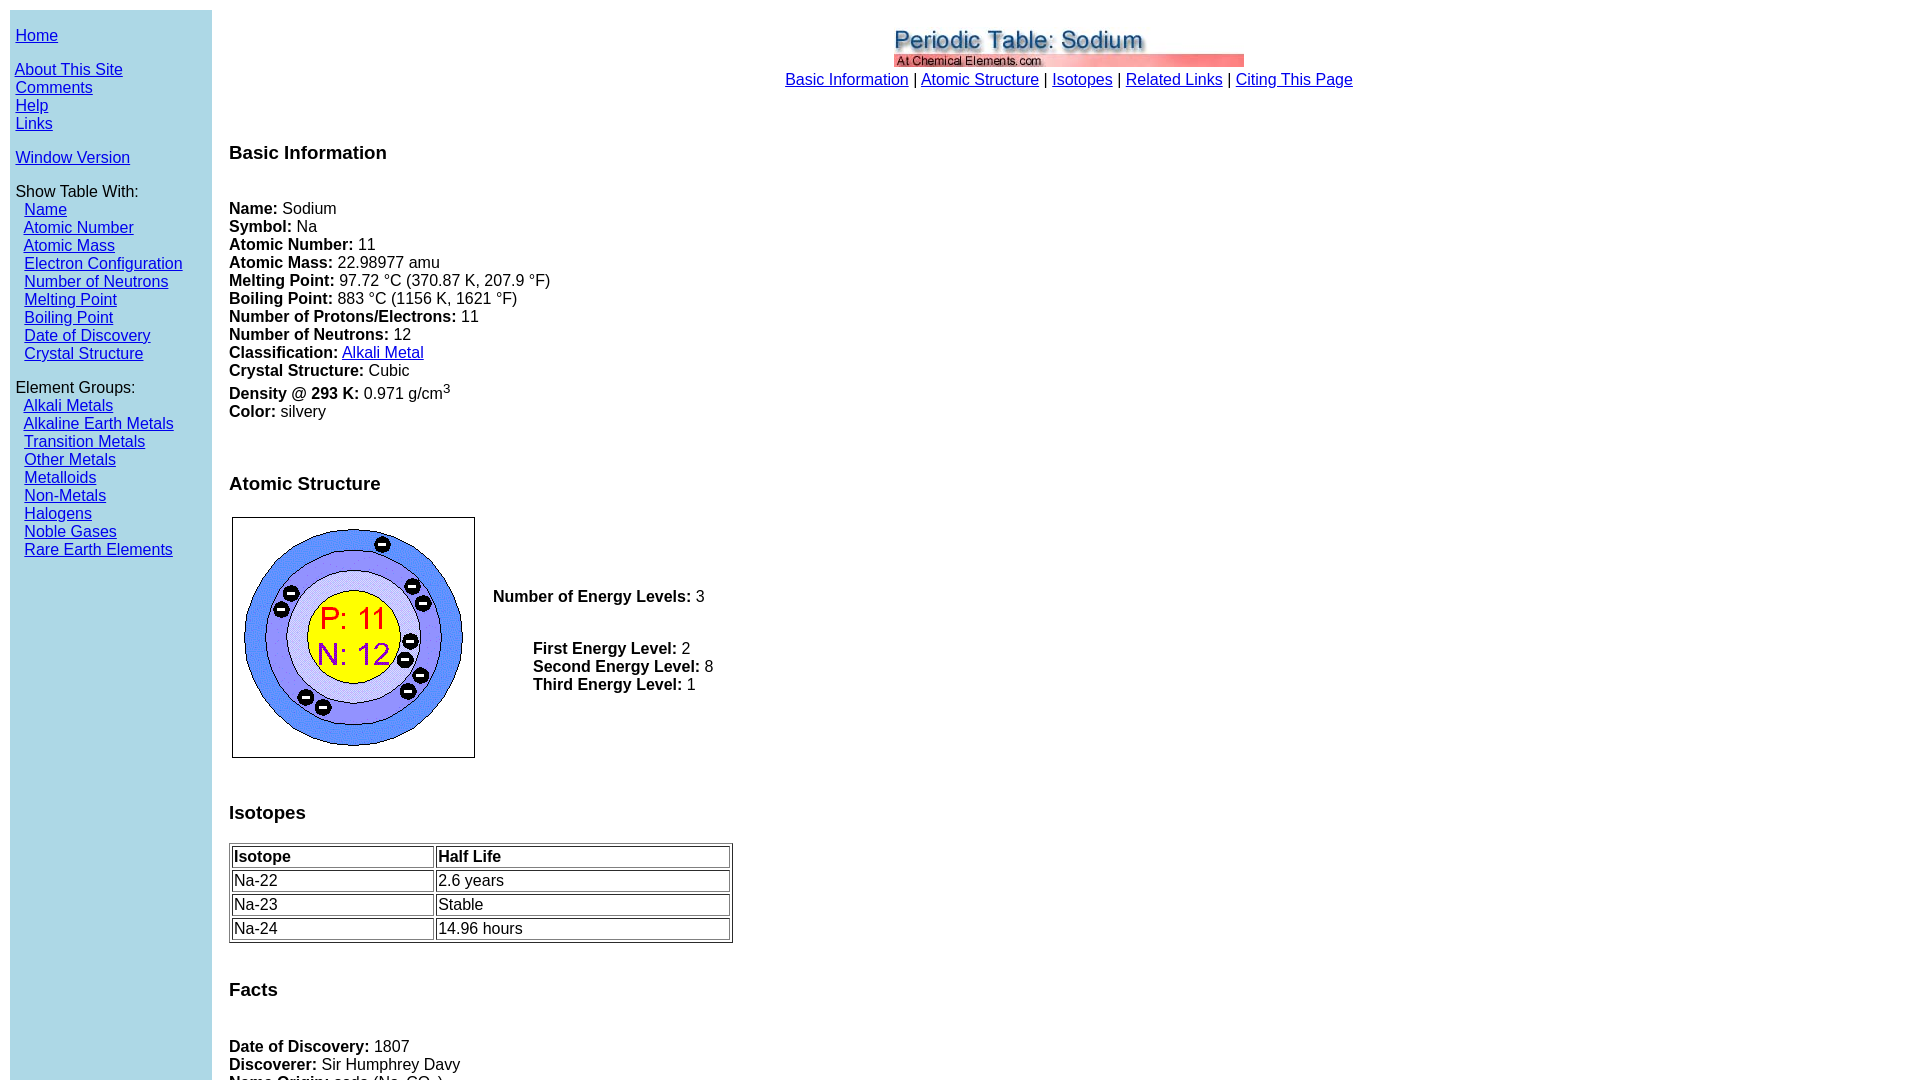 Home
About This Site
Comments
Help
Links
Window Version
Show Table With:
Name
Atomic Number
Atomic Mass
Electron Configuration
Number of Neutrons
Melting Point
Boiling Point
Date of Discovery
Crystal Structure
Element Groups:
Alkali Metals
Alkaline Earth Metals
Transition Metals
Other Metals
Metalloids
Non-Metals
Halogens
Noble Gases
Rare Earth Elements
Periodic Table: Sodium
At Chemical Elements.com
Basic Information | Atomic Structure | Isotopes | Related Links | Citing This Page
Basic Information
Name: Sodium
Symbol: Na
Atomic Number: 11
Atomic Mass: 22.98977 amu
Melting Point: 97.72 °C (370.87 K, 207.9 °F)
Boiling Point: 883 °C (1156 K, 1621 °F)
Number of Protons/Electrons: 11
Number of Neutrons: 12
Classification: Alkali Metal
Crystal Structure: Cubic
Density @ 293 K: 0.971 g/cm3
Color: silvery
Atomic Structure
P: 11
N: 12
Number of Energy Levels: 3
First Energy Level: 2
Second Energy Level: 8
Third Energy Level: 1
Isotopes
Isotope Half Life
Na-22 2.6 years
Na-23 Stable
Na-24 14.96 hours
Facts
Date of Discovery: 1807
Discoverer: Sir Humphrey Davy
Name Origin: soda (Na2CO3)